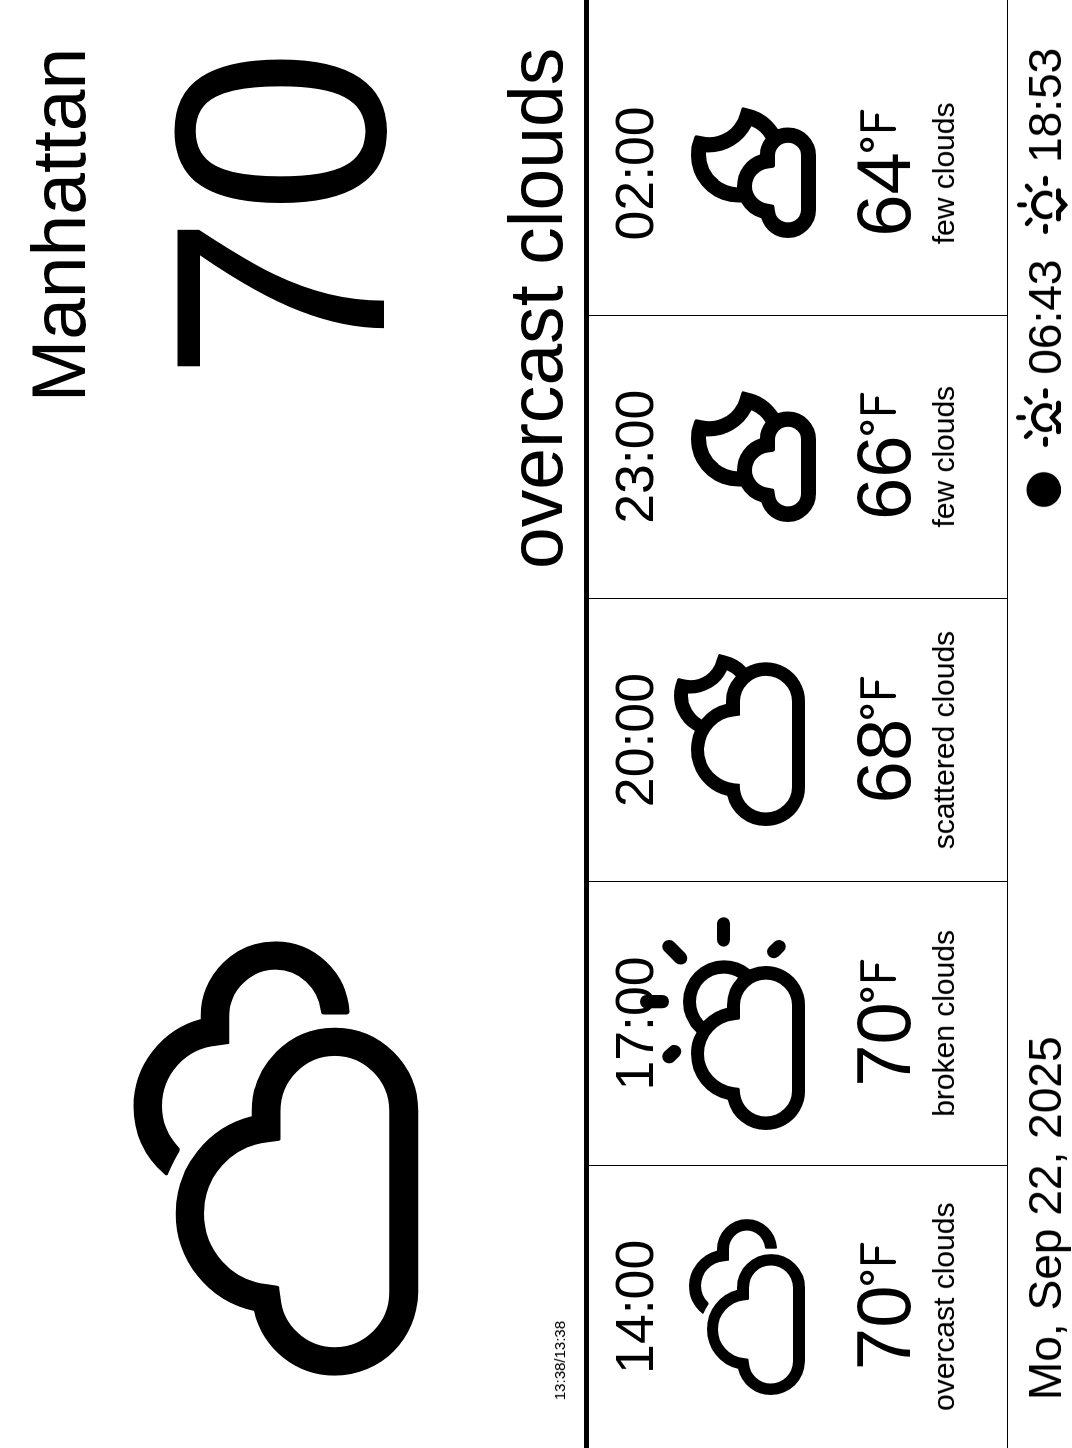 Manhattan
70
overcast clouds
13:38/13:38
14:00
70°F
overcast clouds
17:00
70°F
broken clouds
20:00
68°F
scattered clouds
23:00
66°F
few clouds
02:00
64°F
few clouds
Mo, Sep 22, 2025 06:43 18:53